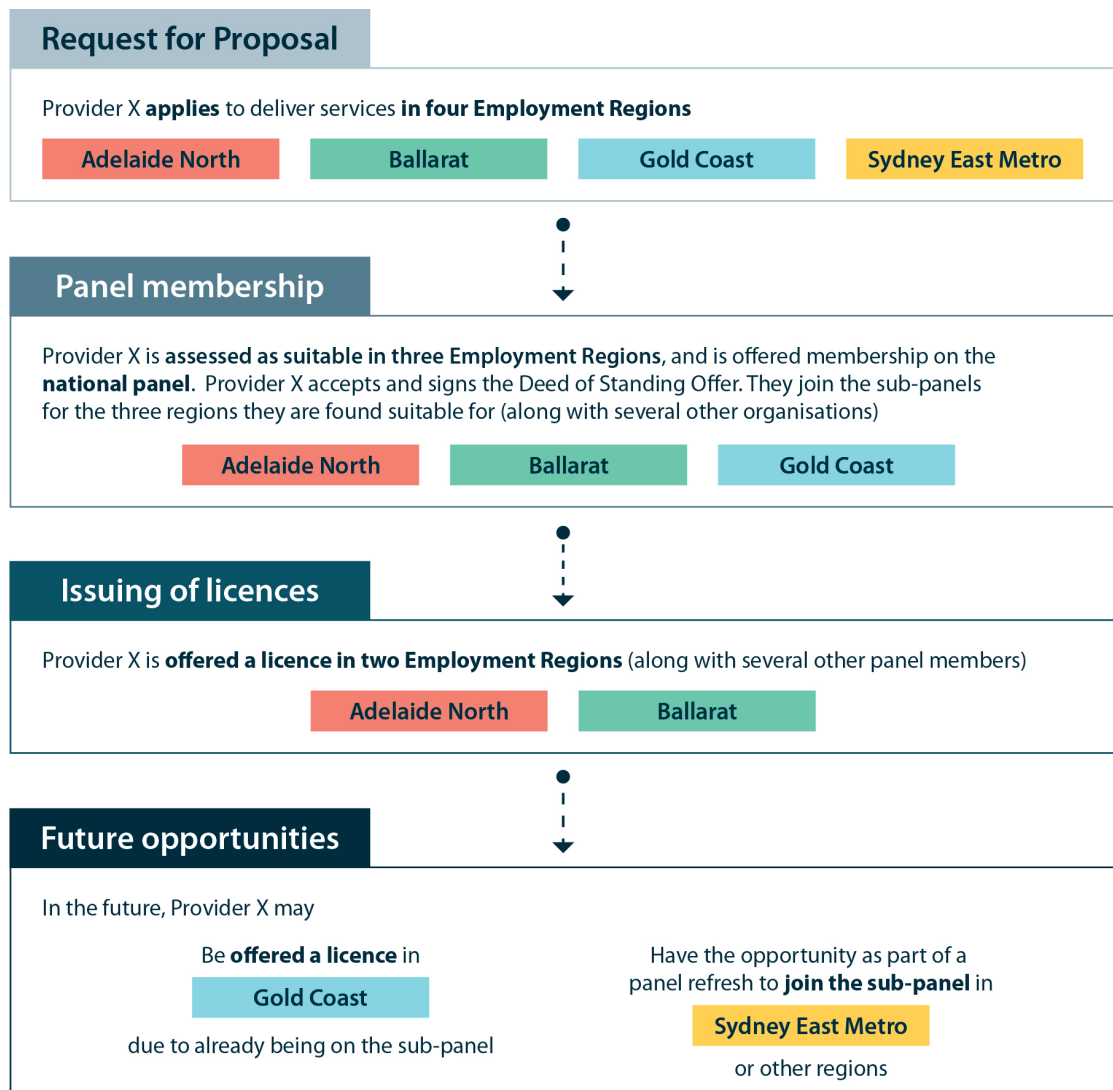 Request for Proposal
Provider X applies to deliver services in four Employment Regions
Adelaide North
Ballarat
Gold Coast
Sydney East Metro
Panel membership
Provider X is assessed as suitable in three Employment Regions, and is offered membership on the
national panel.  Provider X accepts and signs the Deed of Standing Offer. They join the sub-panels
for the three regions they are found suitable for (along with several other organisations)
Adelaide North
Ballarat
Gold Coast
Issuing of licences
Provider X is offered a licence in two Employment Regions (along with several other panel members)
Adelaide North
Ballarat
Future opportunities
In the future, Provider X may
Be offered a licence in
Gold Coast
due to already being on the sub-panel
Have the opportunity as part of a
panel refresh to join the sub-panel in
Sydney East Metro
or other regions